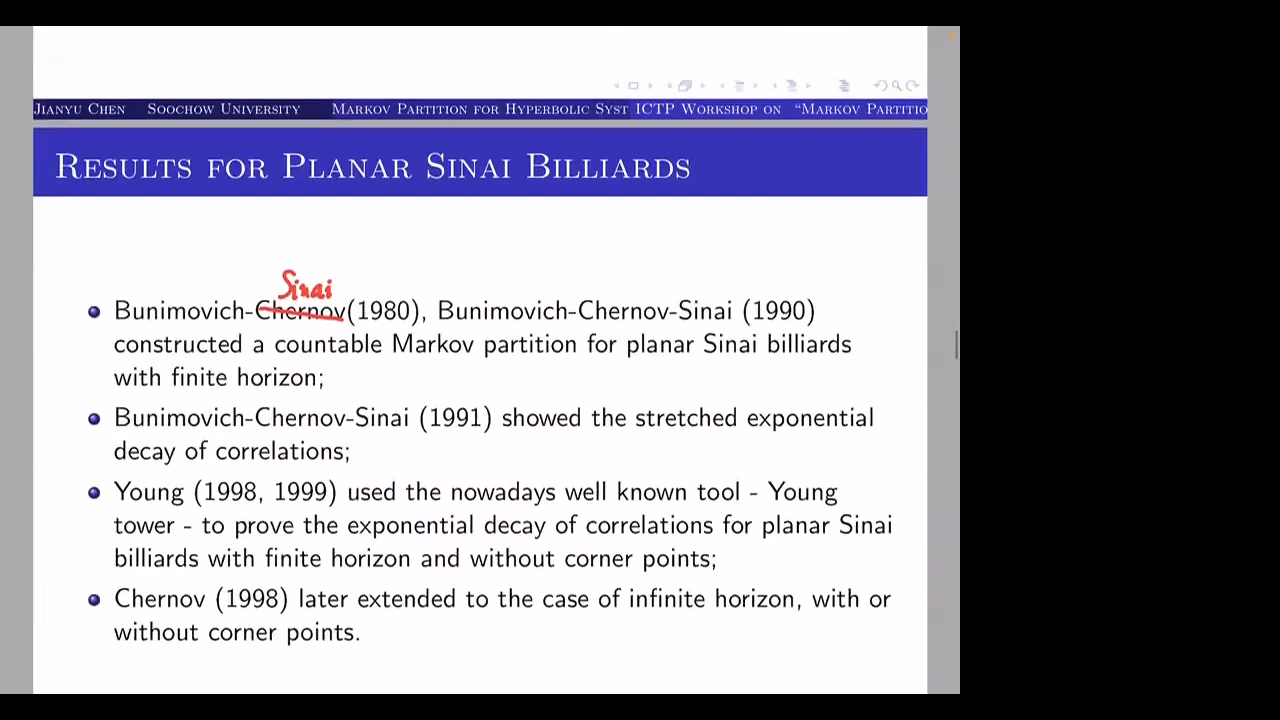 JIANYU CHEN SOOCHOW UNIVERSITY MARKOV PARTITION FOR HYPERBOLIC SYST ICTP WORKSHOP ON "MARKOV PARTITIO
RESULTS FOR PLANAR SINAI BILLIARDS
Sinai
Bunimovich-Chernov(1980), Bunimovich-Chernov-Sinai (1990)
constructed a countable Markov partition for planar Sinai billiards
with finite horizon;
Bunimovich-Chernov-Sinai (1991) showed the stretched exponential
decay of correlations;
Young (1998, 1999) used the nowadays well known tool - Young
tower - to prove the exponential decay of correlations for planar Sinai
billiards with finite horizon and without corner points;
Chernov (1998) later extended to the case of infinite horizon, with or
without corner points.